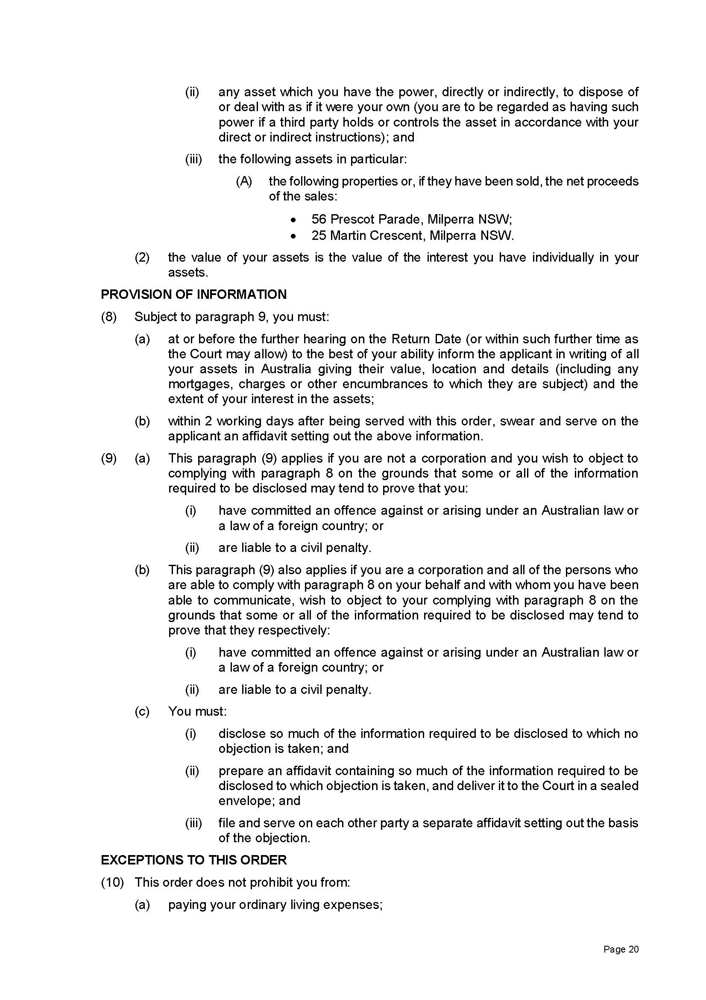 (ii) any asset which you have the power, directly or indirectly, to dispose of
or deal with as if it were your own (you are to be regarded as having such
power if a third party holds or controls the asset in accordance with your
direct or indirect instructions); and
(iii) the following assets in particular:
(A) the following properties or, if they have been sold, the net proceeds
of the sales:
• 56 Prescot Parade, Milperra NSW;
• 25 Martin Crescent, Milperra NSW.
(2) the value of your assets is the value of the interest you have individually in your
assets.
PROVISION OF INFORMATION
(8) Subject to paragraph 9, you must:
(a) at or before the further hearing on the Return Date (or within such further time as
the Court may allow) to the best of your ability inform the applicant in writing of all
your assets in Australia giving their value, location and details (including any
mortgages, charges or other encumbrances to which they are subject) and the
extent of your interest in the assets;
(b) within 2 working days after being served with this order, swear and serve on the
applicant an affidavit setting out the above information.
(9) (a) This paragraph (9) applies if you are not a corporation and you wish to object to
complying with paragraph 8 on the grounds that some or all of the information
required to be disclosed may tend to prove that you:
(i) have committed an offence against or arising under an Australian law or
a law of a foreign country; or
(ii) are liable to a civil penalty.
(b) This paragraph (9) also applies if you are a corporation and all of the persons who
are able to comply with paragraph 8 on your behalf and with whom you have been
able to communicate, wish to object to your complying with paragraph 8 on the
grounds that some or all of the information required to be disclosed may tend to
prove that they respectively:
(i) have committed an offence against or arising under an Australian law or
a law of a foreign country; or
(ii) are liable to a civil penalty.
(c) You must:
(i) disclose so much of the information required to be disclosed to which no
objection is taken; and
(ii) prepare an affidavit containing so much of the information required to be
disclosed to which objection is taken, and deliver it to the Court in a sealed
envelope; and
(iii) file and serve on each other party a separate affidavit setting out the basis
of the objection.
EXCEPTIONS TO THIS ORDER
(10) This order does not prohibit you from:
(a) paying your ordinary living expenses;
Page 20